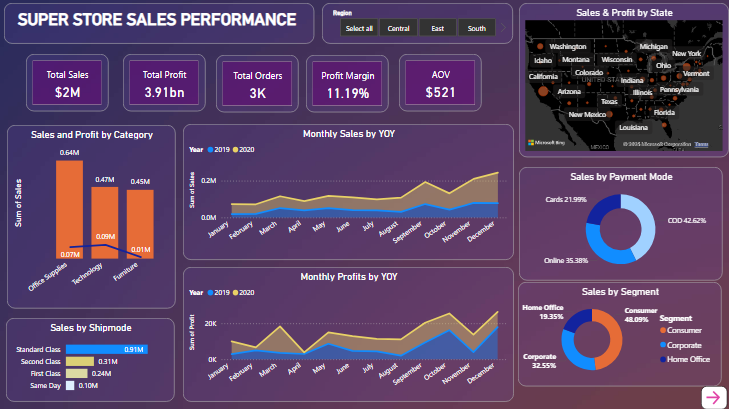 SUPER STORE SALES PERFORMANCE
Region
Select all
Central
East
South
Total Sales
$2M
Total Profit
3.91bn
Total Orders
3K
Profit Margin
11.19%
AOV
$521
Sales & Profit by State
Washington
Michigan
New York
Idaho
Montana
Wisconsin
Ohio
Vermont
California
Colorado
UNITED STATES
Indiana
Pennsylvania
Arizona
Illinois
Texas
Florida
New Mexico
Louisiana
MEXICO
Microsoft Bing
Microsoft Corporation
Terms
Sales and Profit by Category
Sum of Sales
0.64M
0.47M
0.45M
0.07M
0.09M
0.01M
Office Supplies
Technology
Furniture
Monthly Sales by YOY
Year 2019 2020
Sum of Sales
0.2M
0.0M
January
February
March
April
May
June
July
August
September
October
November
December
Monthly Profits by YOY
Year 2019 2020
Sum of Profit
20K
0K
January
February
March
April
May
June
July
August
September
October
November
December
Sales by Payment Mode
Cards 21.99%
COD 42.62%
Online 35.38%
Sales by Shipmode
Standard Class 0.91M
Second Class 0.31M
First Class 0.24M
Same Day 0.10M
Sales by Segment
Home Office
19.35%
Consumer
48.09%
Corporate
32.55%
Segment
Consumer
Corporate
Home Office